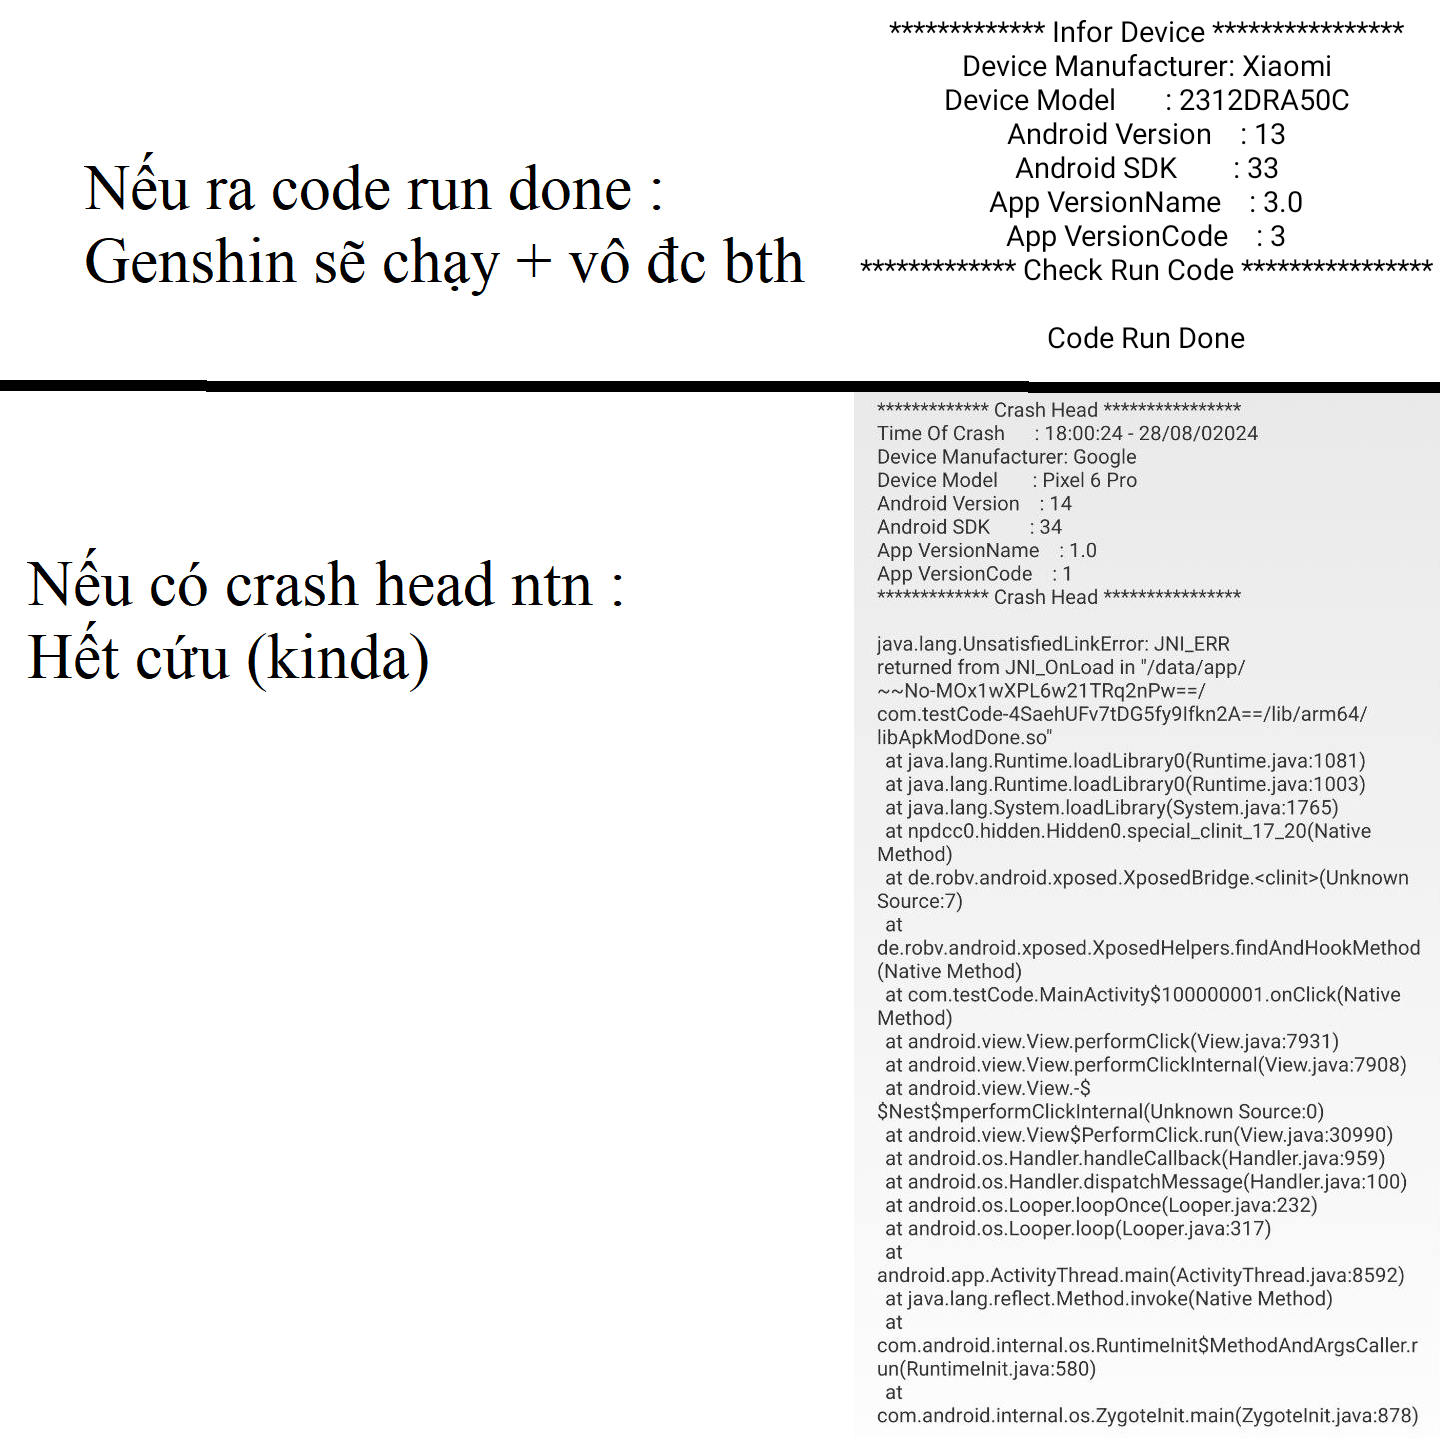 ************* Infor Device ****************
Device Manufacturer: Xiaomi
Device Model : 2312DRA50C
Android Version : 13
Android SDK : 33
App VersionName : 3.0
App VersionCode : 3
************* Check Run Code ****************
Code Run Done
Nếu ra code run done :
Genshin sẽ chạy + vô đc bth
************* Crash Head ****************
Time Of Crash : 18:00:24 - 28/08/02024
Device Manufacturer: Google
Device Model : Pixel 6 Pro
Android Version : 14
Android SDK : 34
App VersionName : 1.0
App VersionCode : 1
************* Crash Head ****************
Nếu có crash head ntn :
Hết cứu (kinda)
java.lang.UnsatisfiedLinkError: JNI_ERR
returned from JNI_OnLoad in "/data/app/
~~No-MOx1wXPL6w21TRq2nPw==/
com.testCode-4SaehUFv7tDG5fy9Ifkn2A==/lib/arm64/
libApkModDone.so"
at java.lang.Runtime.loadLibrary0(Runtime.java:1081)
at java.lang.Runtime.loadLibrary0(Runtime.java:1003)
at java.lang.System.loadLibrary(System.java:1765)
at npdcc0.hidden.Hidden0.special_clinit_17_20(Native
Method)
at de.robv.android.xposed.XposedBridge.<clinit>(Unknown
Source:7)
at
de.robv.android.xposed.XposedHelpers.findAndHookMethod
(Native Method)
at com.testCode.MainActivity$100000001.onClick(Native
Method)
at android.view.View.performClick(View.java:7931)
at android.view.View.performClickInternal(View.java:7908)
at android.view.View.-$
$Nest$mperformClickInternal(Unknown Source:0)
at android.view.View$PerformClick.run(View.java:30990)
at android.os.Handler.handleCallback(Handler.java:959)
at android.os.Handler.dispatchMessage(Handler.java:100)
at android.os.Looper.loopOnce(Looper.java:232)
at android.os.Looper.loop(Looper.java:317)
at
android.app.ActivityThread.main(ActivityThread.java:8592)
at java.lang.reflect.Method.invoke(Native Method)
at
com.android.internal.os.RuntimeInit$MethodAndArgsCaller.r
un(RuntimeInit.java:580)
at
com.android.internal.os.ZygoteInit.main(ZygoteInit.java:878)